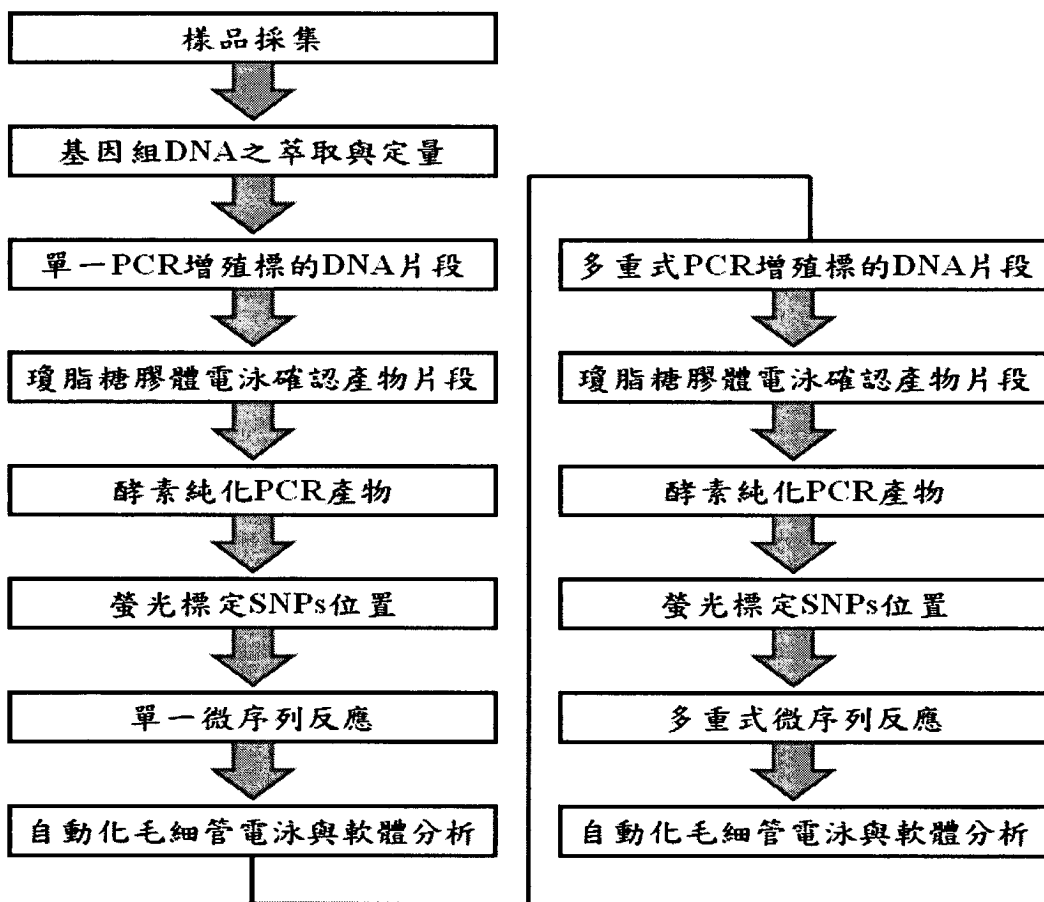 樣品採集
基因組DNA之萃取與定量
單一PCR增殖標的DNA片段
瓊脂糖膠體電泳確認產物片段
酵素純化PCR產物
螢光標定SNPs位置
單一微序列反應
自動化毛細管電泳與軟體分析
多重式PCR增殖標的DNA片段
瓊脂糖膠體電泳確認產物片段
酵素純化PCR產物
螢光標定SNPs位置
多重式微序列反應
自動化毛細管電泳與軟體分析